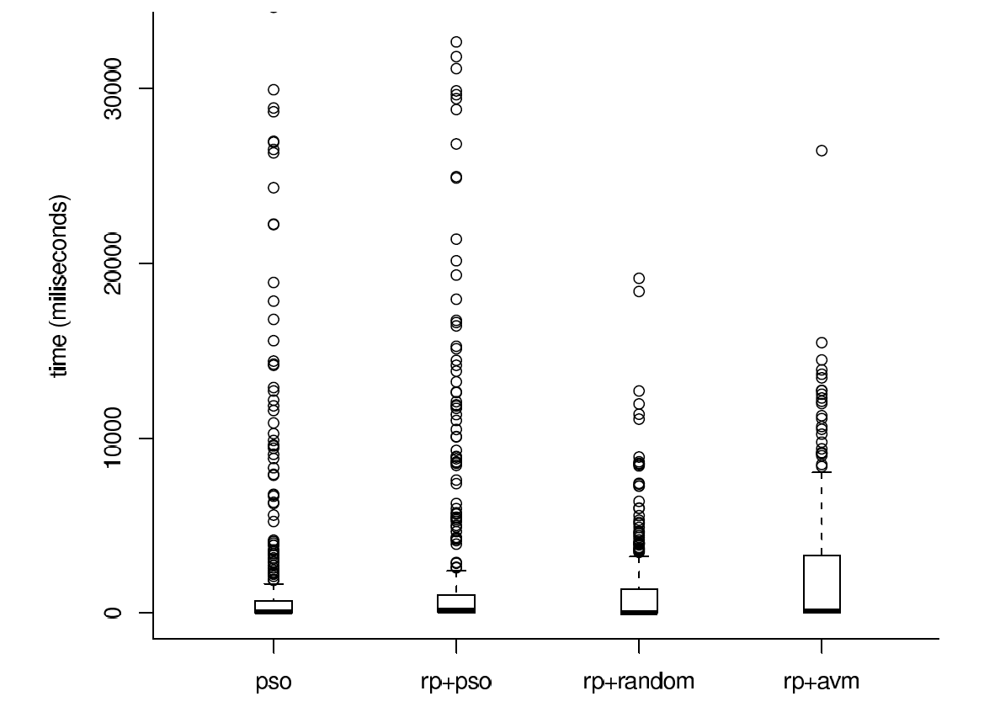 time (miliseconds)
30000
20000
10000
0
pso rp+pso rp+random rp+avm